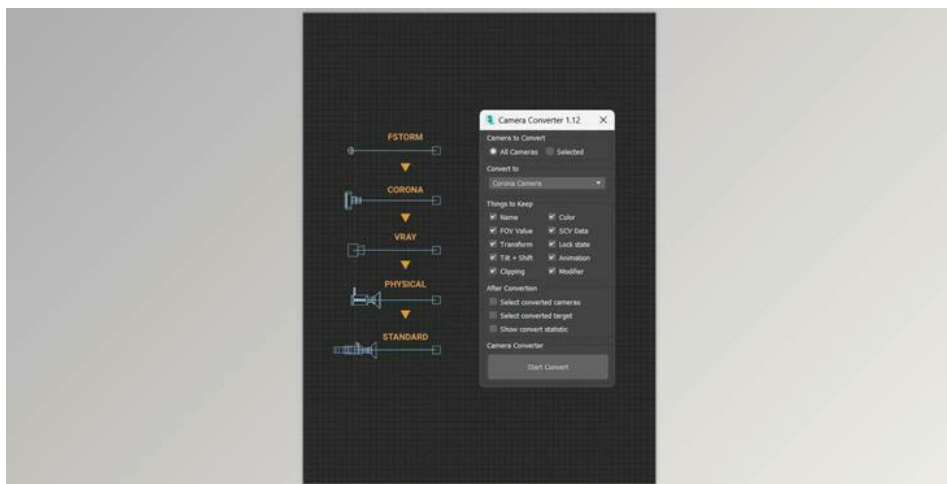 FSTORM
CORONA
VRAY
PHYSICAL
STANDARD
Camera Converter 1.12
Camera to Convert
All Cameras Selected
Convert to
Corona Camera
Things to Keep
Name Color
FOV Value SCV Data
Transform Lock state
Tilt + Shift Animation
Clipping Modifier
After Convertion
Select converted cameras
Select converted target
Show convert statistic
Camera Converter
Start Convert